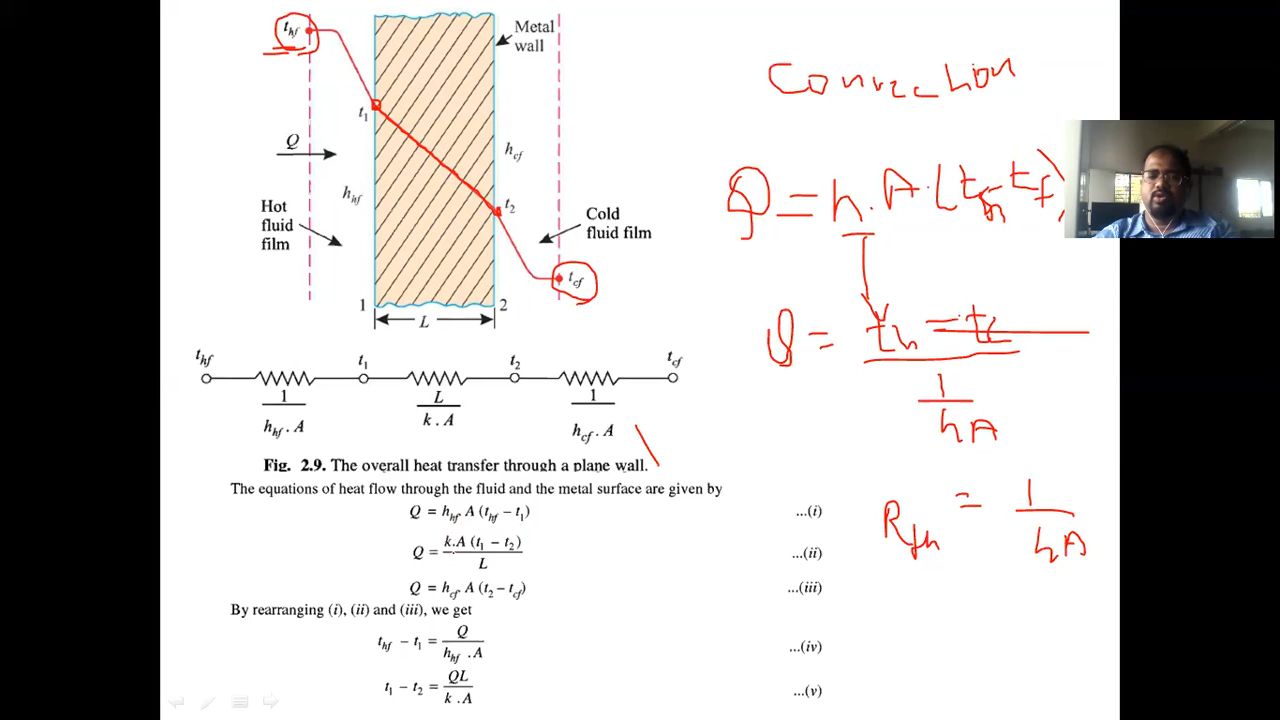 t_hf
Metal
wall
t_1
Q
h_cf
h_hf
t_2
Hot
fluid
film
Cold
fluid film
t_cf
1
2
L
t_hf t_1 t_2 t_cf
1 / h_hf . A
L / k . A
1 / h_cf . A
Fig. 2.9. The overall heat transfer through a plane wall.
The equations of heat flow through the fluid and the metal surface are given by
Q = h_hf A (t_hf − t_1) ...(i)
Q = k.A (t_1 − t_2) / L ...(ii)
Q = h_cf A (t_2 − t_cf) ...(iii)
By rearranging (i), (ii) and (iii), we get
t_hf − t_1 = Q / h_hf .A ...(iv)
t_1 − t_2 = QL / k .A ...(v)
Convection
Q = h. A. (
Q = t_h − t_c
1 / hA
R_th = 1 / hA